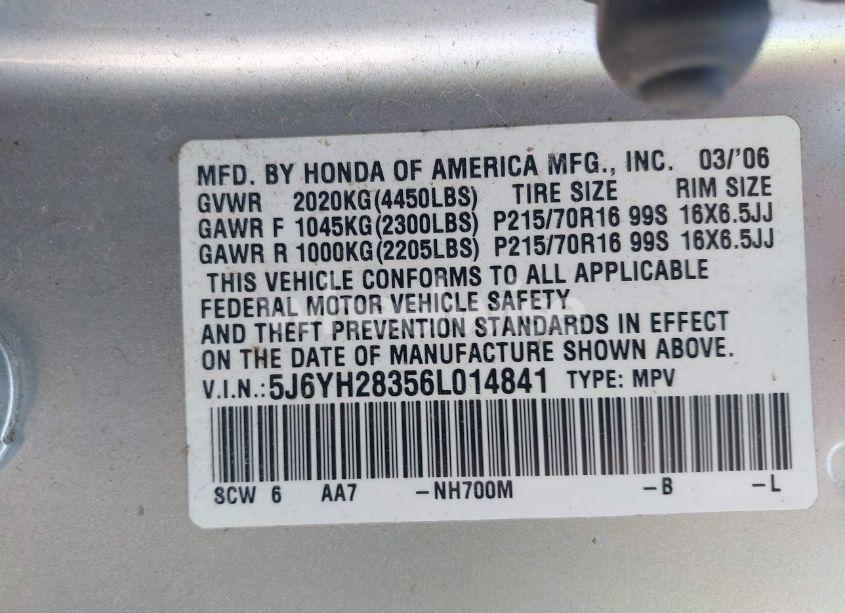 MFD. BY HONDA OF AMERICA MFG., INC. 03/'06
GVWR 2020KG(4450LBS) TIRE SIZE RIM SIZE
GAWR F 1045KG(2300LBS) P215/70R16 99S 16X6.5JJ
GAWR R 1000KG(2205LBS) P215/70R16 99S 16X6.5JJ
THIS VEHICLE CONFORMS TO ALL APPLICABLE
FEDERAL MOTOR VEHICLE SAFETY
AND THEFT PREVENTION STANDARDS IN EFFECT
ON THE DATE OF MANUFACTURE SHOWN ABOVE.
V.I.N.: 5J6YH28356L014841 TYPE: MPV
SCW 6 AA7 -NH700M -B -L